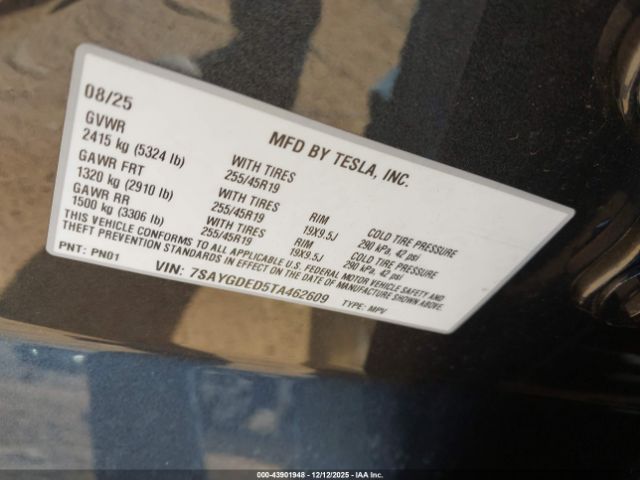 08/25
MFD BY TESLA, INC.
GVWR
2415 kg (5324 lb)
GAWR FRT WITH TIRES RIM COLD TIRE PRESSURE
1320 kg (2910 lb) 255/45R19 19X9.5J 290 kPa, 42 psi
GAWR RR WITH TIRES RIM COLD TIRE PRESSURE
1500 kg (3306 lb) 255/45R19 19X9.5J 290 kPa, 42 psi
WITH TIRES
255/45R19
THIS VEHICLE CONFORMS TO ALL APPLICABLE U.S. FEDERAL MOTOR VEHICLE SAFETY AND
THEFT PREVENTION STANDARDS IN EFFECT ON THE DATE OF MANUFACTURE SHOWN ABOVE.
PNT: PN01 VIN: 7SAYGDED5TA462609 TYPE: MPV
000-43901948 - 12/12/2025 - IAA Inc.